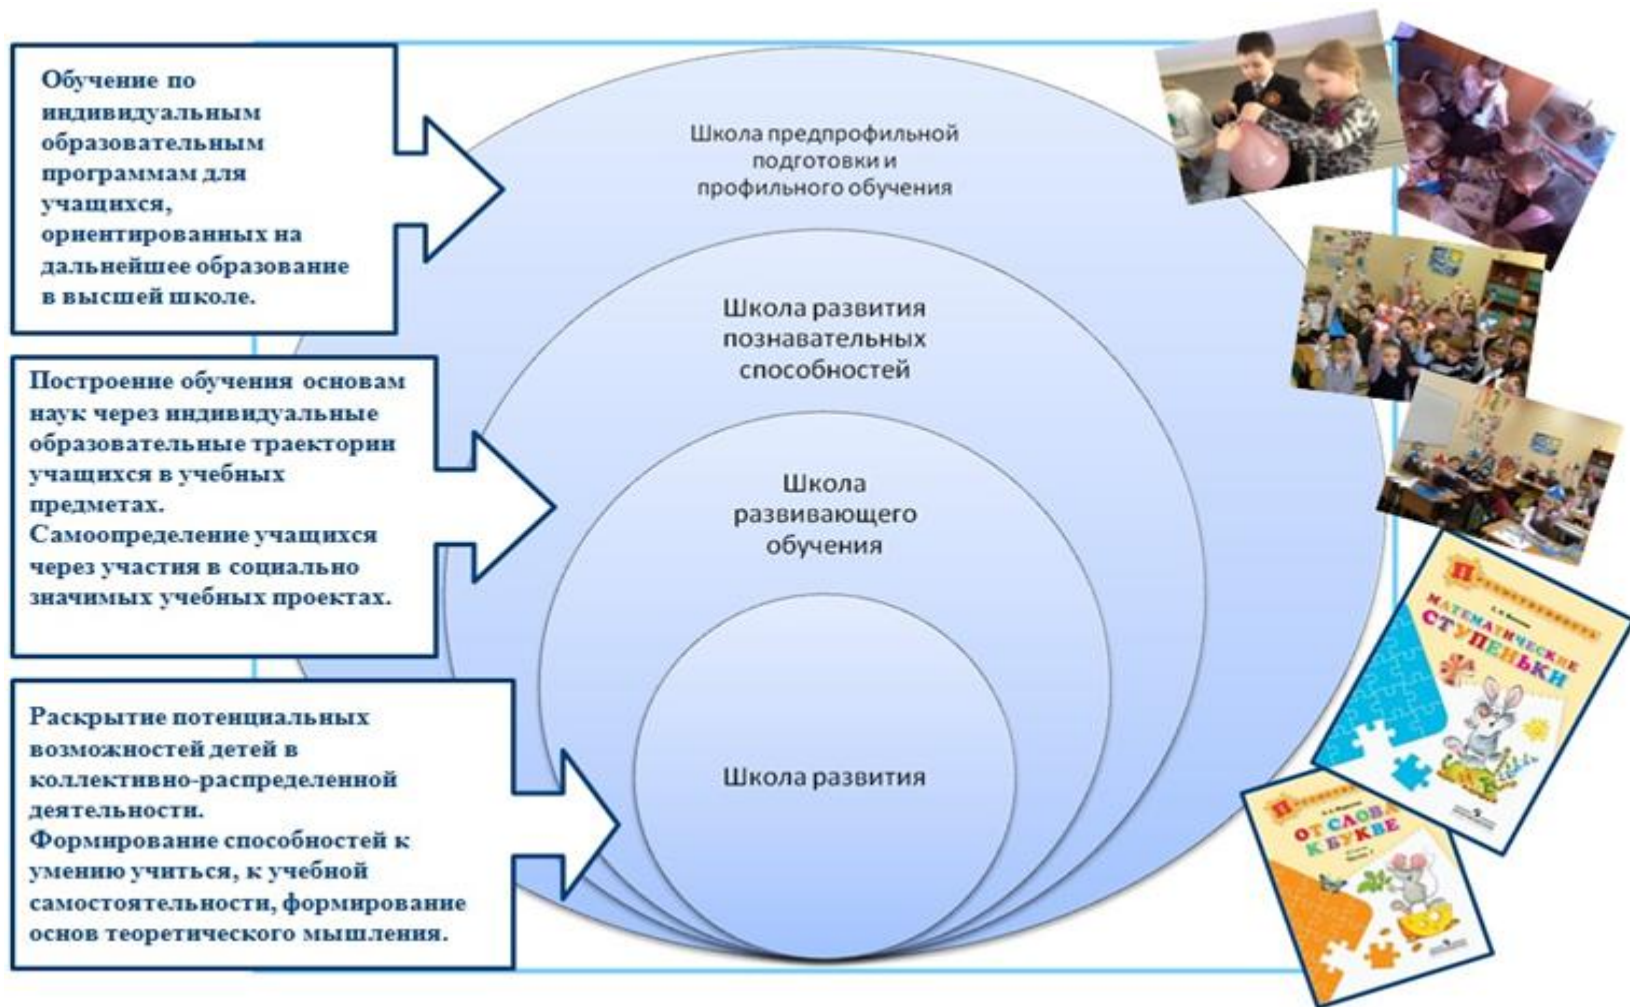 Обучение по
индивидуальным
образовательным
программам для
учащихся,
ориентированных на
дальнейшее образование
в высшей школе.
Построение обучения основам
наук через индивидуальные
образовательные траектории
учащихся в учебных
предметах.
Самоопределение учащихся
через участия в социально
значимых учебных проектах.
Раскрытие потенциальных
возможностей детей в
коллективно-распределенной
деятельности.
Формирование способностей к
умению учиться, к учебной
самостоятельности, формирование
основ теоретического мышления.
Школа предпрофильной
подготовки и
профильного обучения
Школа развития
познавательных
способностей
Школа
развивающего
обучения
Школа развития
Преемственность
МАТЕМАТИЧЕСКИЕ
СТУПЕНЬКИ
ОТ СЛОВА
К БУКВЕ